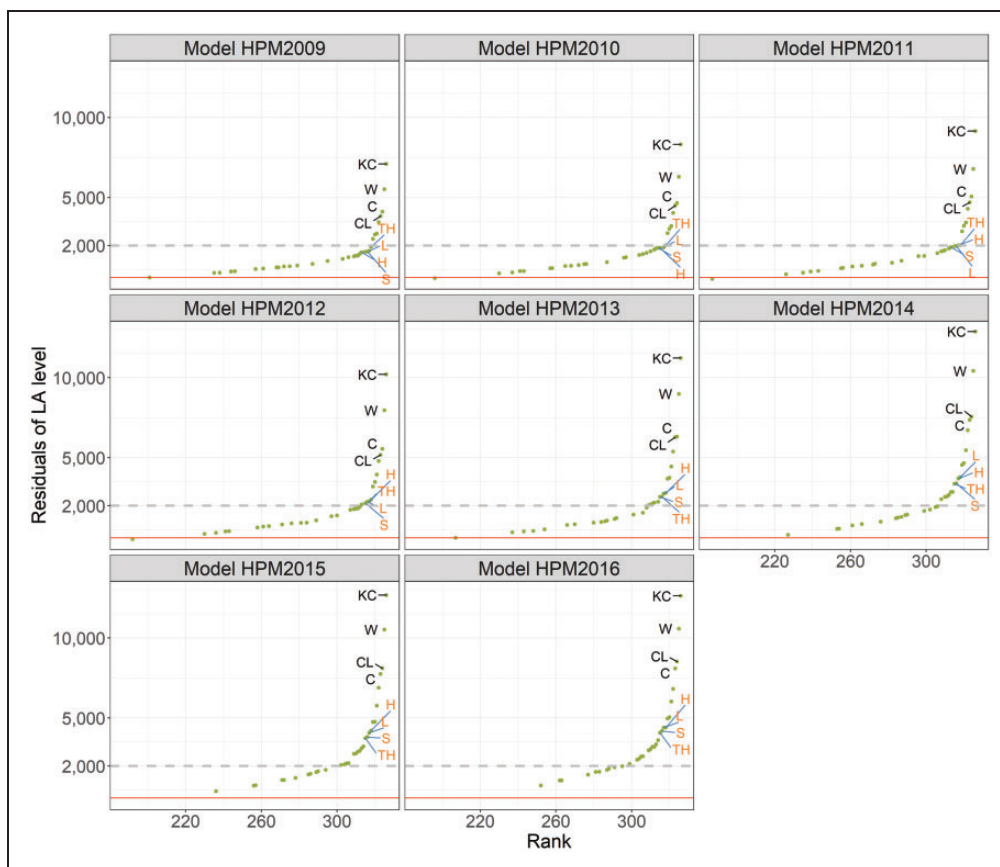 Model HPM2009
Model HPM2010
Model HPM2011
10,000
5,000
2,000
KC
W
C
CL
TH
L
H
S
KC
W
C
CL
TH
L
S
H
KC
W
C
CL
TH
H
S
L
Model HPM2012
Model HPM2013
Model HPM2014
Residuals of LA level
10,000
5,000
2,000
KC
W
C
CL
H
TH
L
S
KC
W
C
CL
H
L
S
TH
KC
W
CL
C
L
H
TH
S
220
260
300
Model HPM2015
Model HPM2016
10,000
5,000
2,000
KC
W
CL
C
H
L
S
TH
KC
W
CL
C
H
L
S
TH
220
260
300
220
260
300
Rank